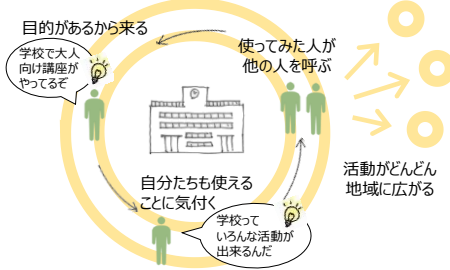 目的があるから来る
学校で大人
向け講座が
やってるぞ
使ってみた人が
他の人を呼ぶ
活動がどんどん
地域に広がる
自分たちも使える
ことに気付く
学校って
いろんな活動が
出来るんだ